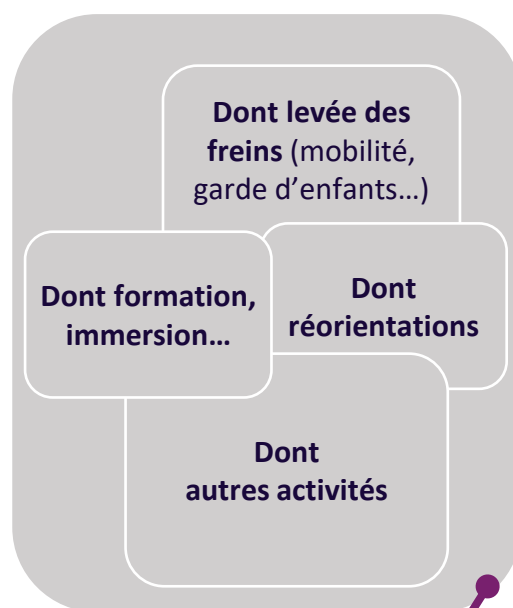 Dont levée des
freins (mobilité,
garde d’enfants…)
Dont formation,
immersion…
Dont
réorientations
Dont
autres activités